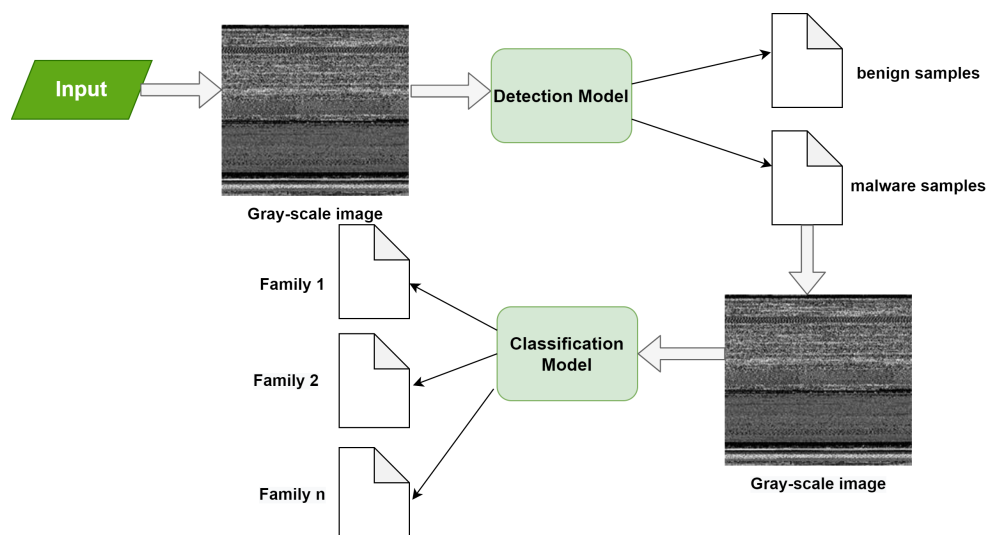 Input
Gray-scale image
Detection Model
benign samples
malware samples
Gray-scale image
Classification
Model
Family 1
Family 2
Family n